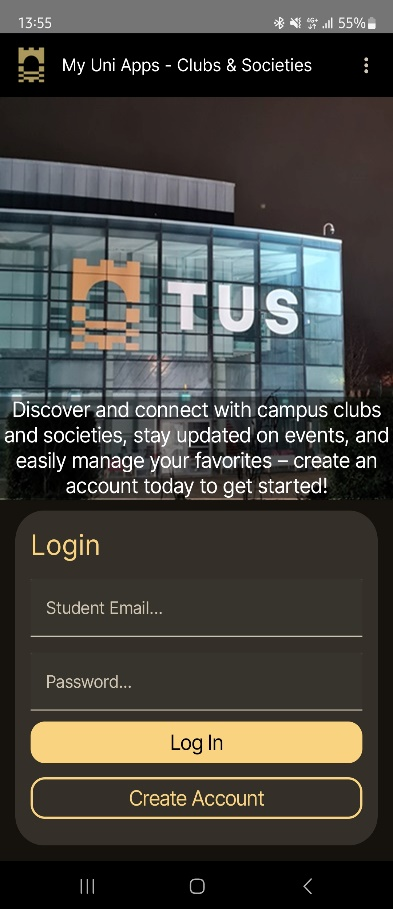 13:55
4G+ 55%
My Uni Apps - Clubs & Societies
TUS
Discover and connect with campus clubs
and societies, stay updated on events, and
easily manage your favorites – create an
account today to get started!
Login
Student Email...
Password...
Log In
Create Account